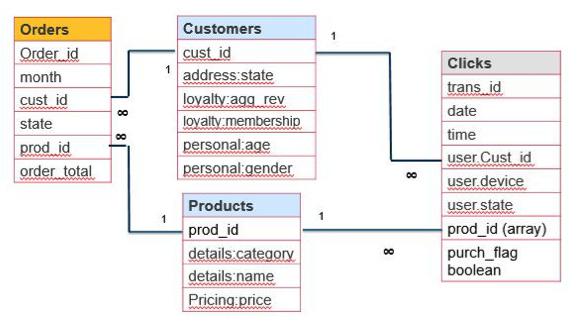 Orders
Order_id
month
cust_id
state
prod_id
order_total
Customers
cust_id
address:state
loyalty:agg_rev
loyalty:membership
personal:age
personal:gender
Products
prod_id
details:category
details:name
Pricing:price
Clicks
trans_id
date
time
user.Cust_id
user.device
user.state
prod_id (array)
purch_flag
boolean
1
∞
1
∞
∞
1
1
∞